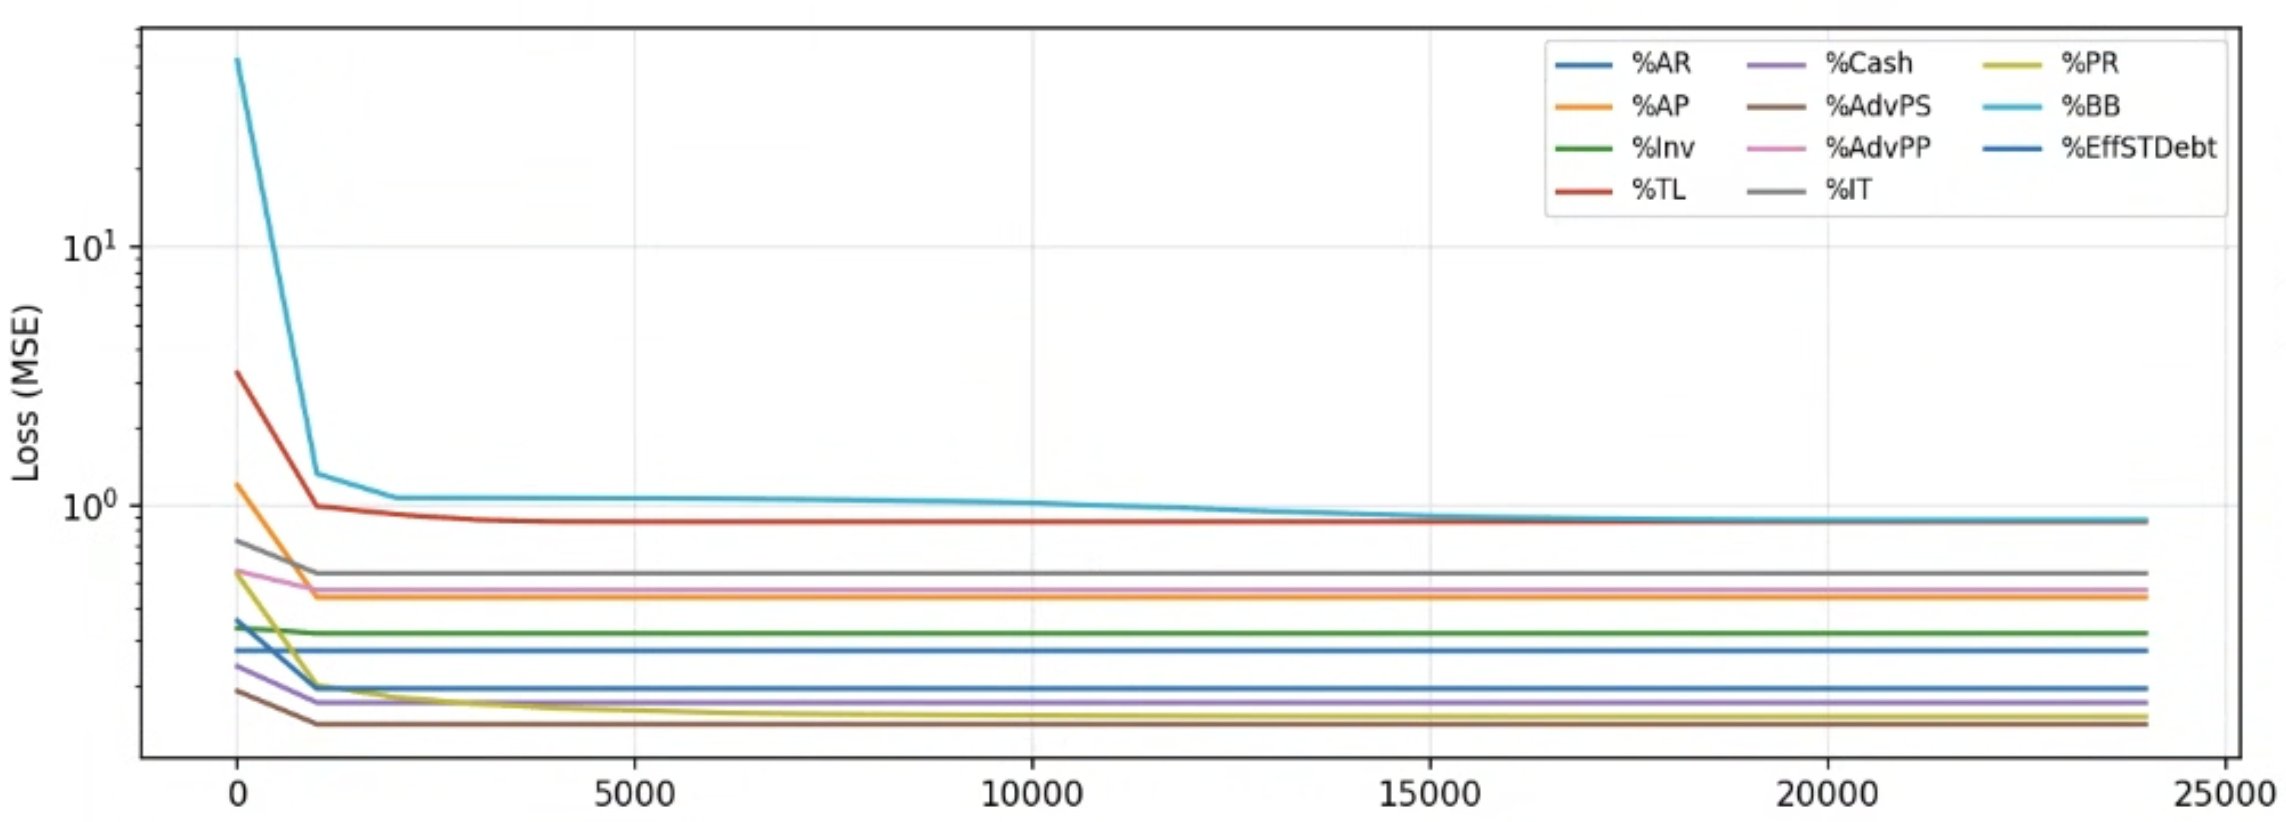 %AR %Cash %PR
%AP %AdvPS %BB
%Inv %AdvPP %EffSTDebt
%TL %IT
10¹
10⁰
Loss (MSE)
0 5000 10000 15000 20000 25000